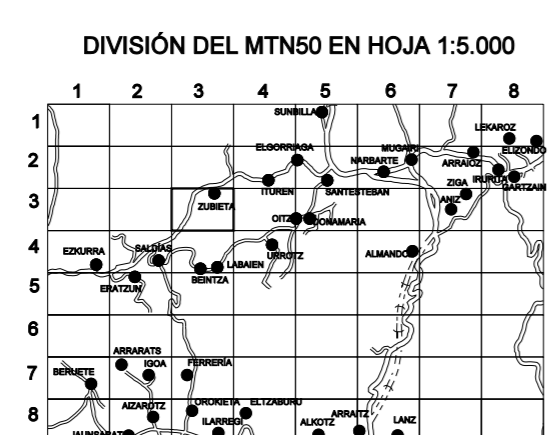 DIVISIÓN DEL MTN50 EN HOJA 1:5.000
1 2 3 4 5 6 7 8
1
SUNBILLA
LEKAROZ
ELIZONDO
2
ELGORRIAGA
MUGAIRI
NARBARTE
ARRAIOZ
IRURITA
GARTZAIN
ITUREN
SANTESTEBAN
ZIGA
3
ZUBIETA
ANIZ
OITZ
DONAMARIA
4
EZKURRA
SALDÍAS
URROTZ
ALMANDOZ
LABAIEN
BEINTZA
5
ERATZUN
6
ARRARATS
7
BERUETE
IGOA
FERRERÍA
8
AIZAROTZ
OROKIETA
ELTZABURU
ILARREGI
ALKOTZ
ARRAITZ
LANZ